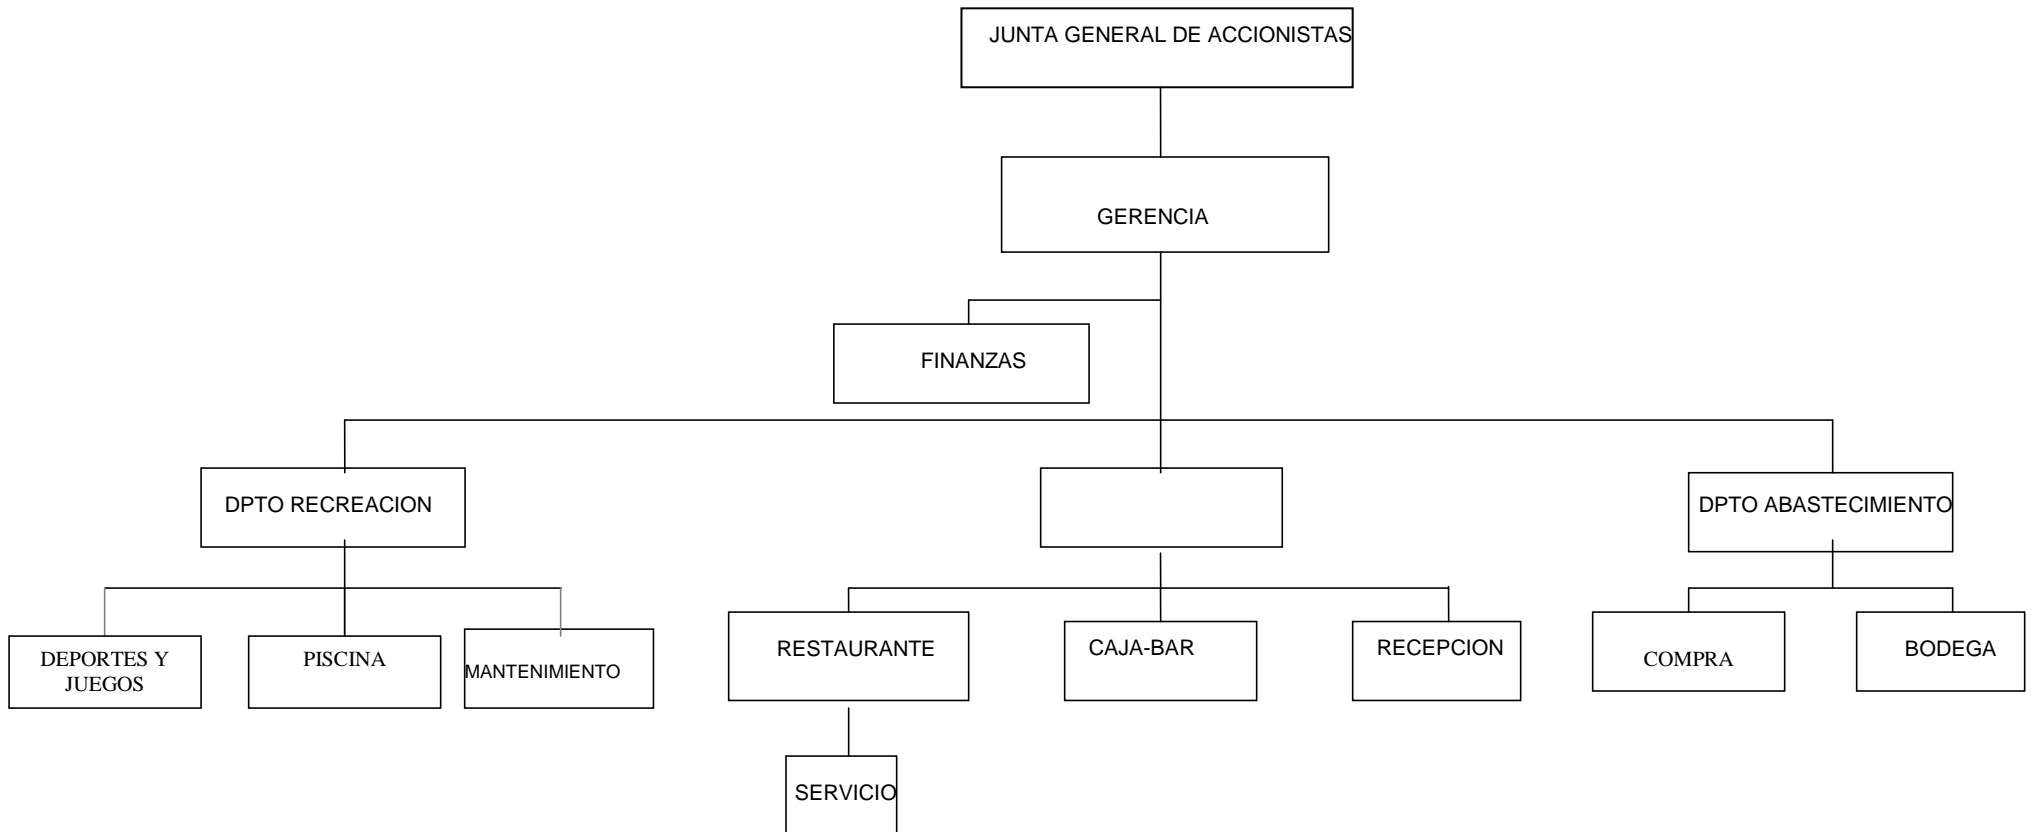 JUNTA GENERAL DE ACCIONISTAS
GERENCIA
FINANZAS
DPTO RECREACION
DPTO ABASTECIMIENTO
DEPORTES Y
JUEGOS
PISCINA
MANTENIMIENTO
RESTAURANTE
CAJA-BAR
RECEPCION
COMPRA
BODEGA
SERVICIO